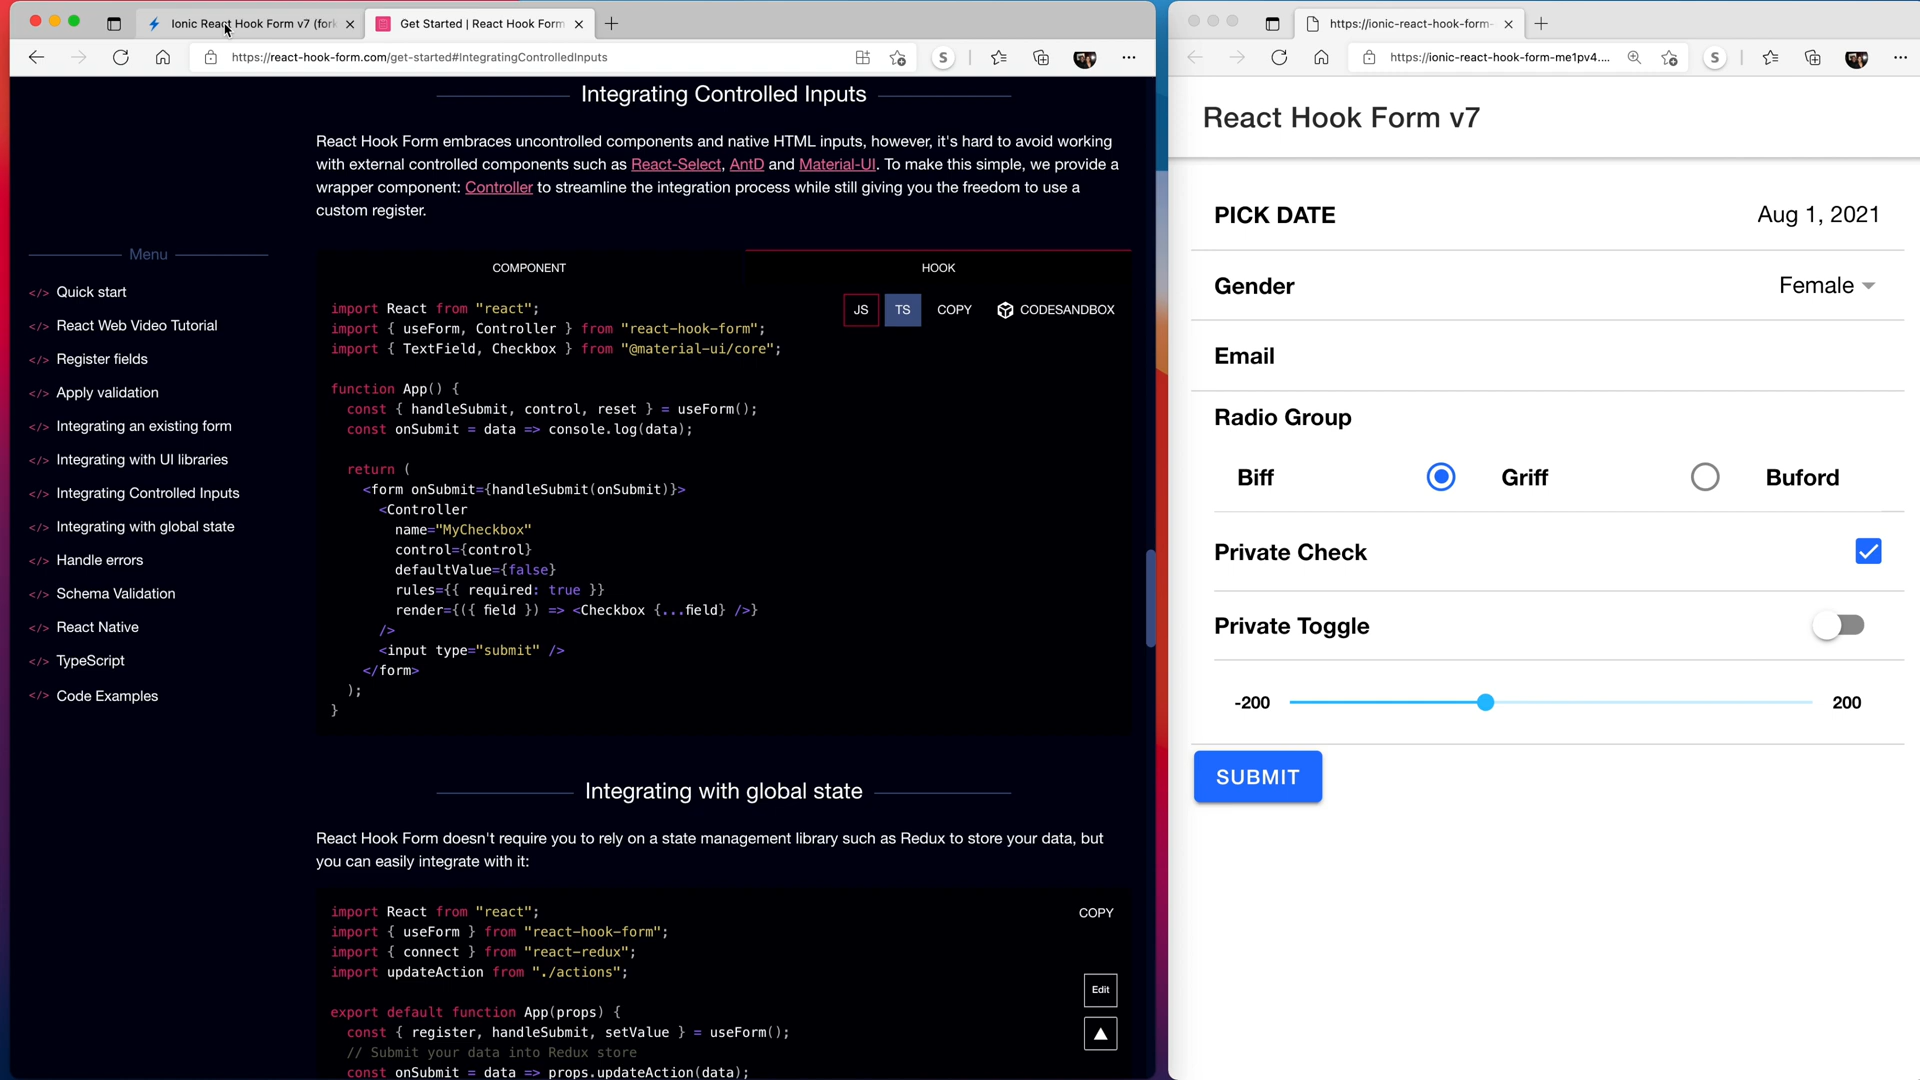 Ionic React Hook Form v7 (for
Get Started | React Hook Form
https://react-hook-form.com/get-started#IntegratingControlledInputs
S
Integrating Controlled Inputs
React Hook Form embraces uncontrolled components and native HTML inputs, however, it's hard to avoid working
with external controlled components such as React-Select, AntD and Material-UI. To make this simple, we provide a
wrapper component: Controller to streamline the integration process while still giving you the freedom to use a
custom register.
Menu
</> Quick start
</> React Web Video Tutorial
</> Register fields
</> Apply validation
</> Integrating an existing form
</> Integrating with UI libraries
</> Integrating Controlled Inputs
</> Integrating with global state
</> Handle errors
</> Schema Validation
</> React Native
</> TypeScript
</> Code Examples
COMPONENT
HOOK
JS
TS
COPY
CODESANDBOX
import React from "react";
import { useForm, Controller } from "react-hook-form";
import { TextField, Checkbox } from "@material-ui/core";
function App() {
const { handleSubmit, control, reset } = useForm();
const onSubmit = data => console.log(data);
return (
<form onSubmit={handleSubmit(onSubmit)}>
<Controller
name="MyCheckbox"
control={control}
defaultValue={false}
rules={{ required: true }}
render={({ field }) => <Checkbox {...field} />}
/>
<input type="submit" />
</form>
);
}
Integrating with global state
React Hook Form doesn't require you to rely on a state management library such as Redux to store your data, but
you can easily integrate with it:
COPY
import React from "react";
import { useForm } from "react-hook-form";
import { connect } from "react-redux";
import updateAction from "./actions";
export default function App(props) {
const { register, handleSubmit, setValue } = useForm();
// Submit your data into Redux store
const onSubmit = data => props.updateAction(data);
Edit
https://ionic-react-hook-form-
https://ionic-react-hook-form-me1pv4....
S
React Hook Form v7
PICK DATE
Aug 1, 2021
Gender
Female
Email
Radio Group
Biff
Griff
Buford
Private Check
Private Toggle
-200
200
SUBMIT